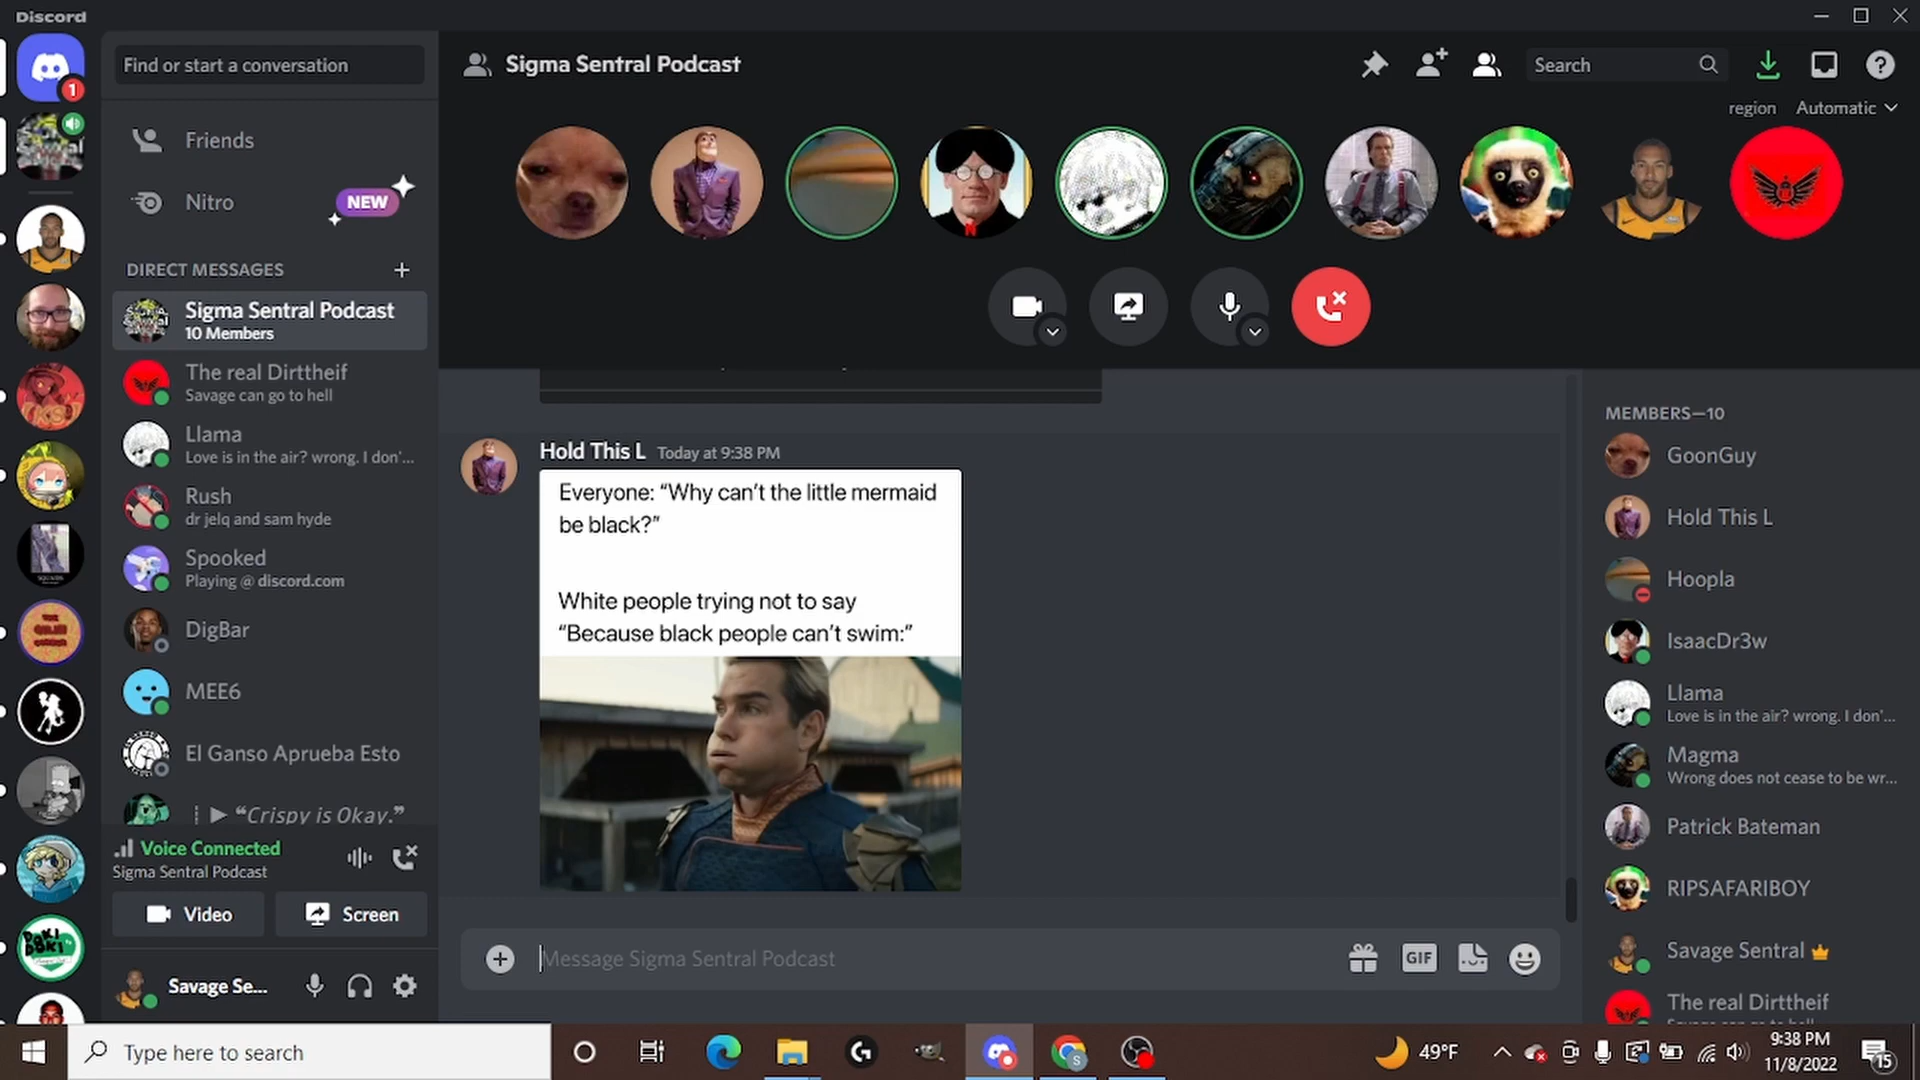 Discord
Find or start a conversation
1
Friends
Nitro
NEW
DIRECT MESSAGES
Sigma Sentral Podcast
10 Members
The real Dirttheif
Savage can go to hell
Llama
Love is in the air? wrong. I don'...
Rush
dr jelq and sam hyde
Spooked
Playing @ discord.com
DigBar
MEE6
El Ganso Aprueba Esto
“Crispy is Okay.”
Voice Connected
Sigma Sentral Podcast
Video
Screen
Savage Se...
Sigma Sentral Podcast
Search
region
Automatic
Hold This L Today at 9:38 PM
Everyone: “Why can’t the little mermaid
be black?”
White people trying not to say
“Because black people can’t swim:”
Message Sigma Sentral Podcast
GIF
MEMBERS—10
GoonGuy
Hold This L
Hoopla
IsaacDr3w
Llama
Love is in the air? wrong. I don'...
Magma
Wrong does not cease to be wr...
Patrick Bateman
RIPSAFARIBOY
Savage Sentral
The real Dirttheif
Type here to search
49°F
9:38 PM
11/8/2022
15